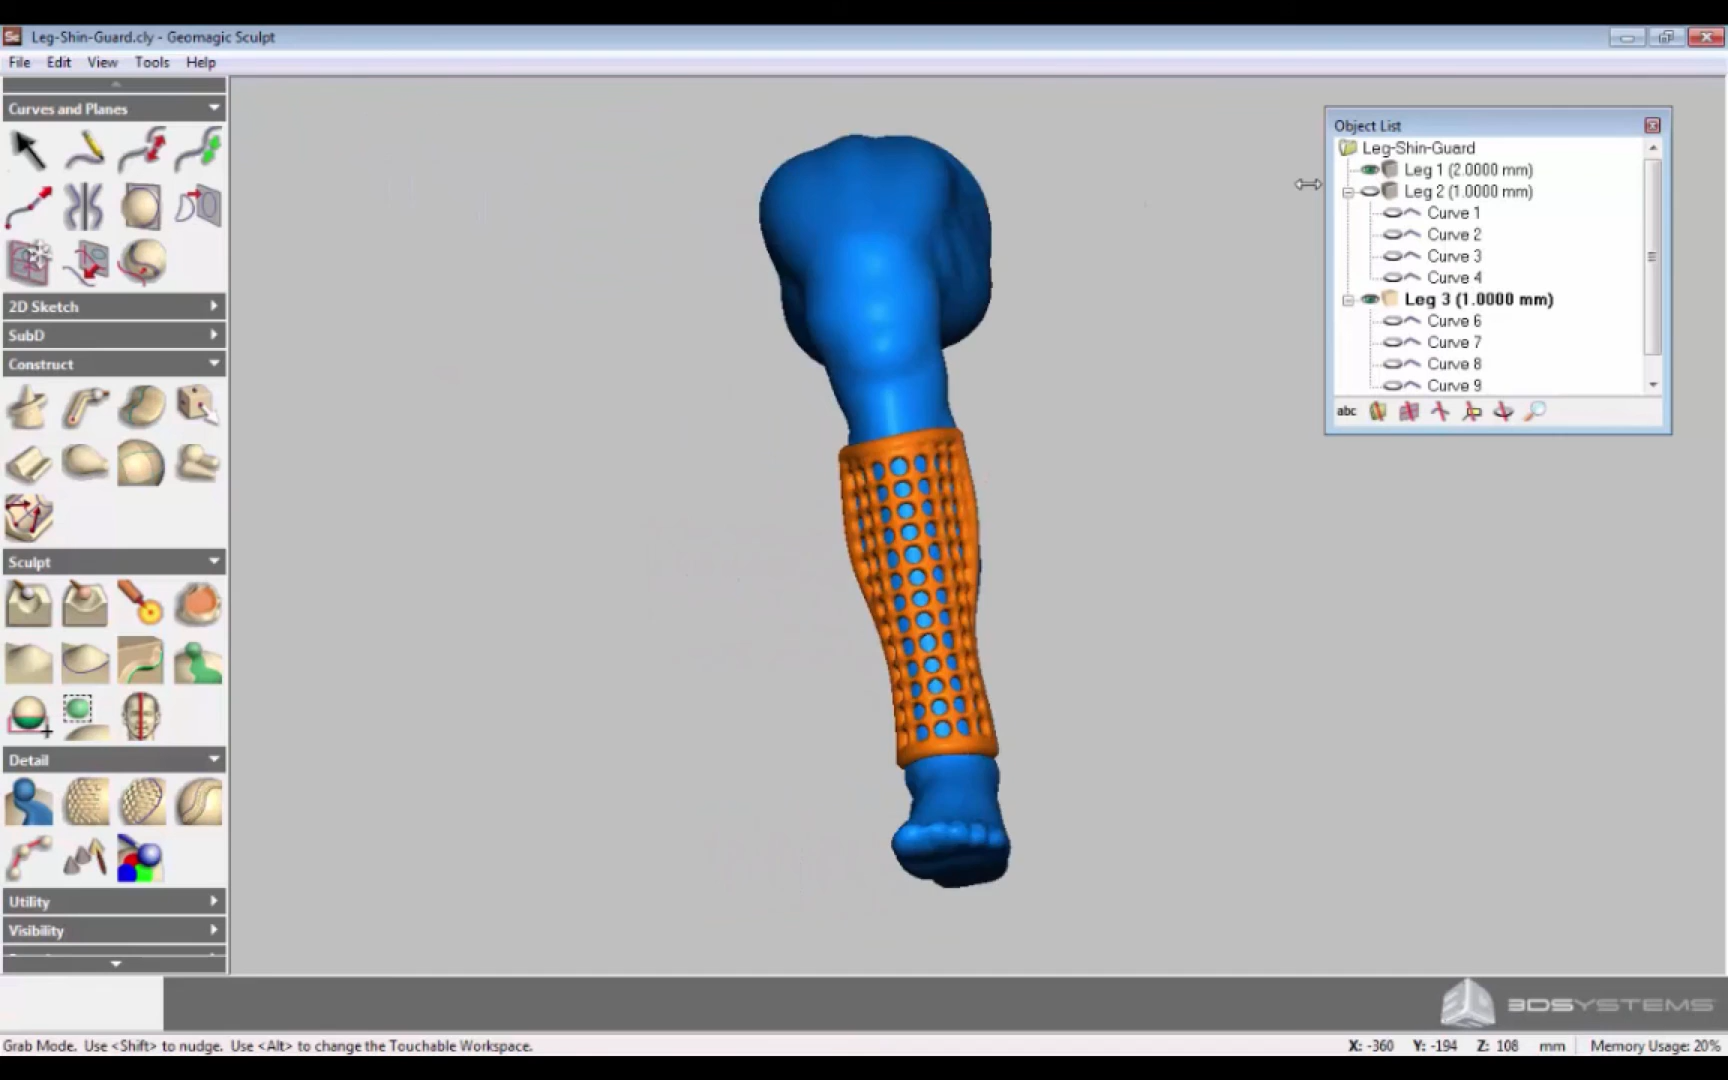 Leg-Shin-Guard.cly - Geomagic Sculpt
File Edit View Tools Help
Curves and Planes
2D Sketch
SubD
Construct
Sculpt
Detail
Utility
Visibility
Object List
Leg-Shin-Guard
Leg 1 (2.0000 mm)
Leg 2 (1.0000 mm)
Curve 1
Curve 2
Curve 3
Curve 4
Leg 3 (1.0000 mm)
Curve 6
Curve 7
Curve 8
Curve 9
abc
3DSYSTEMS
Grab Mode. Use <Shift> to nudge. Use <Alt> to change the Touchable Workspace.
X: -360 Y: -194 Z: 108 mm Memory Usage: 20%